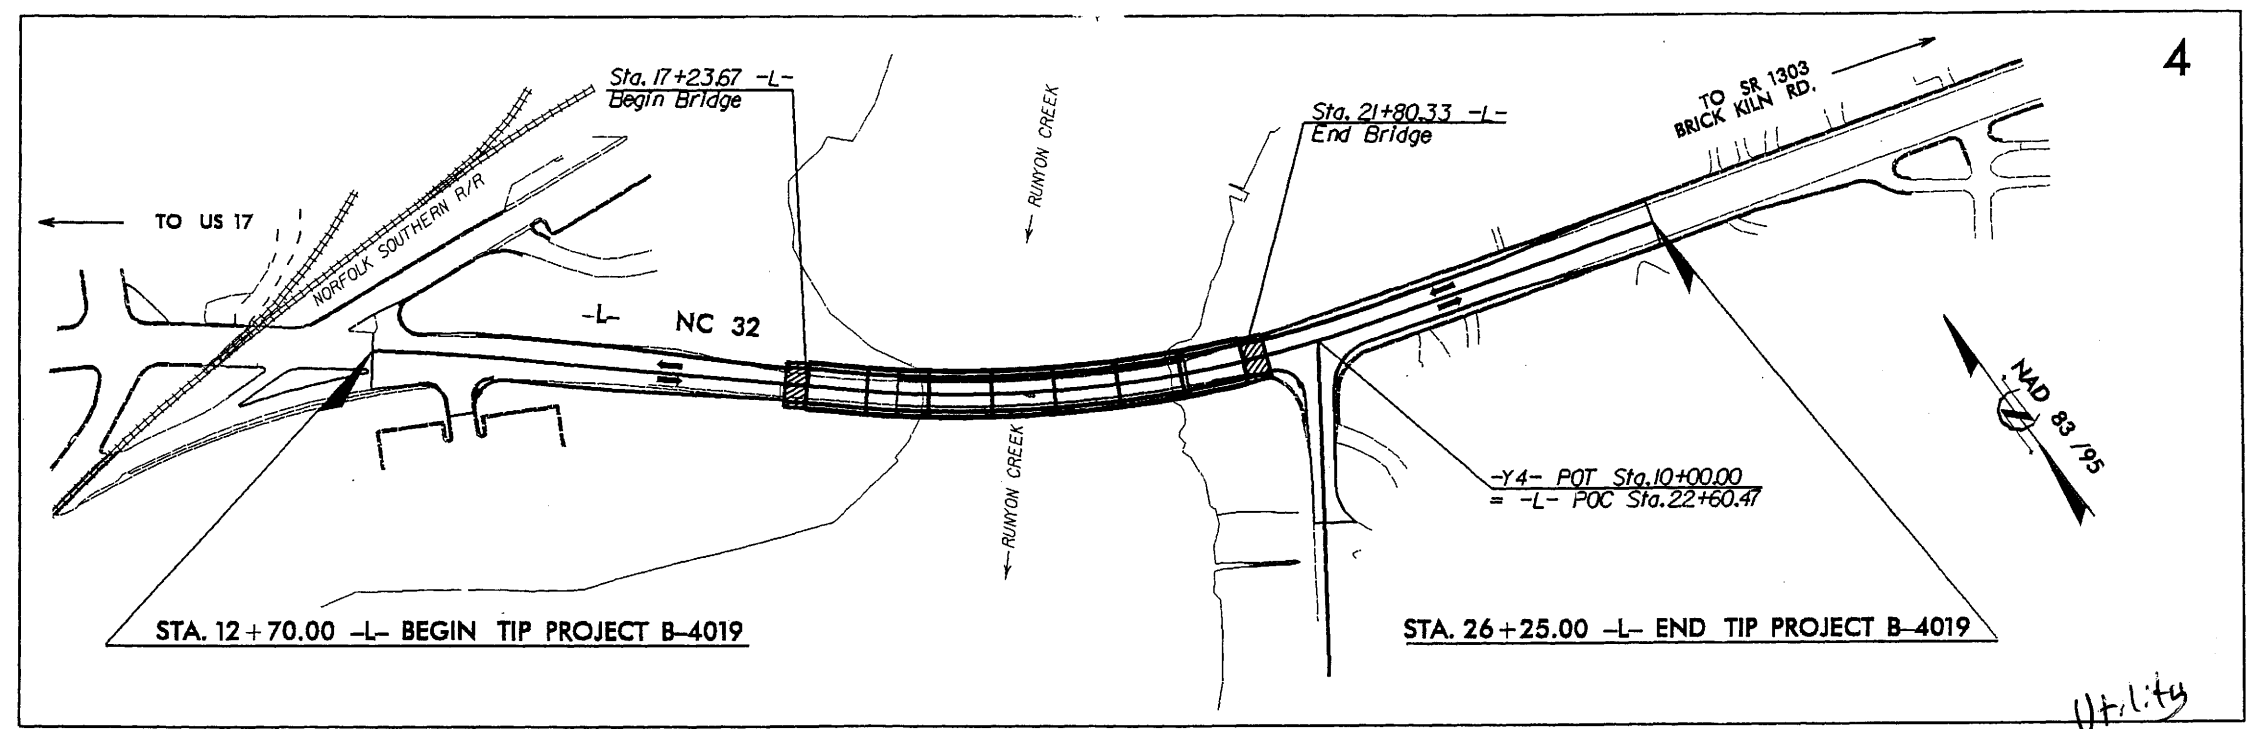 4
Sta. 17+23.67 -L-
Begin Bridge
RUNYON CREEK
Sta. 21+80.33 -L-
End Bridge
TO SR 1303
BRICK KILN RD.
TO US 17
NORFOLK SOUTHERN R/R
-L- NC 32
NAD 83/95
RUNYON CREEK
-Y4- POT Sta.10+00.00
= -L- POC Sta.22+60.47
STA. 12+70.00 -L- BEGIN TIP PROJECT B-4019
STA. 26+25.00 -L- END TIP PROJECT B-4019
Utility